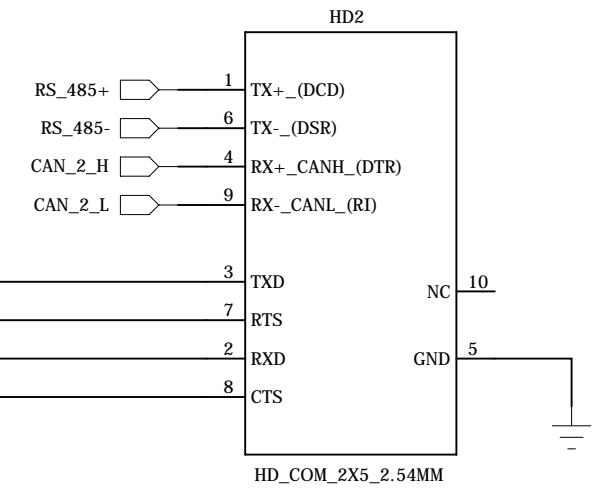 HD2
RS_485+ 1 TX+_(DCD)
RS_485- 6 TX-_(DSR)
CAN_2_H 4 RX+_CANH_(DTR)
CAN_2_L 9 RX-_CANL_(RI)
3 TXD
NC 10
7 RTS
2 RXD
GND 5
8 CTS
HD_COM_2X5_2.54MM